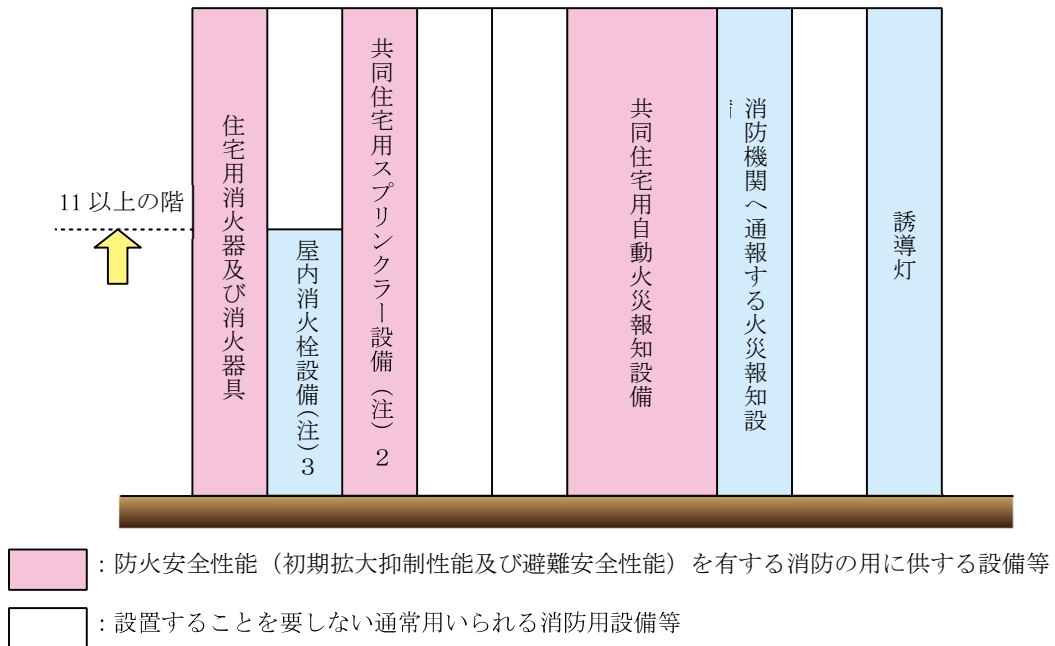 住宅用消火器及び消火器具
11 以上の階
屋内消火栓設備(注)３
共同住宅用スプリンクラー設備（注）２
共同住宅用自動火災報知設備
消防機関へ通報する火災報知設
誘導灯
：防火安全性能（初期拡大抑制性能及び避難安全性能）を有する消防の用に供する設備等
：設置することを要しない通常用いられる消防用設備等